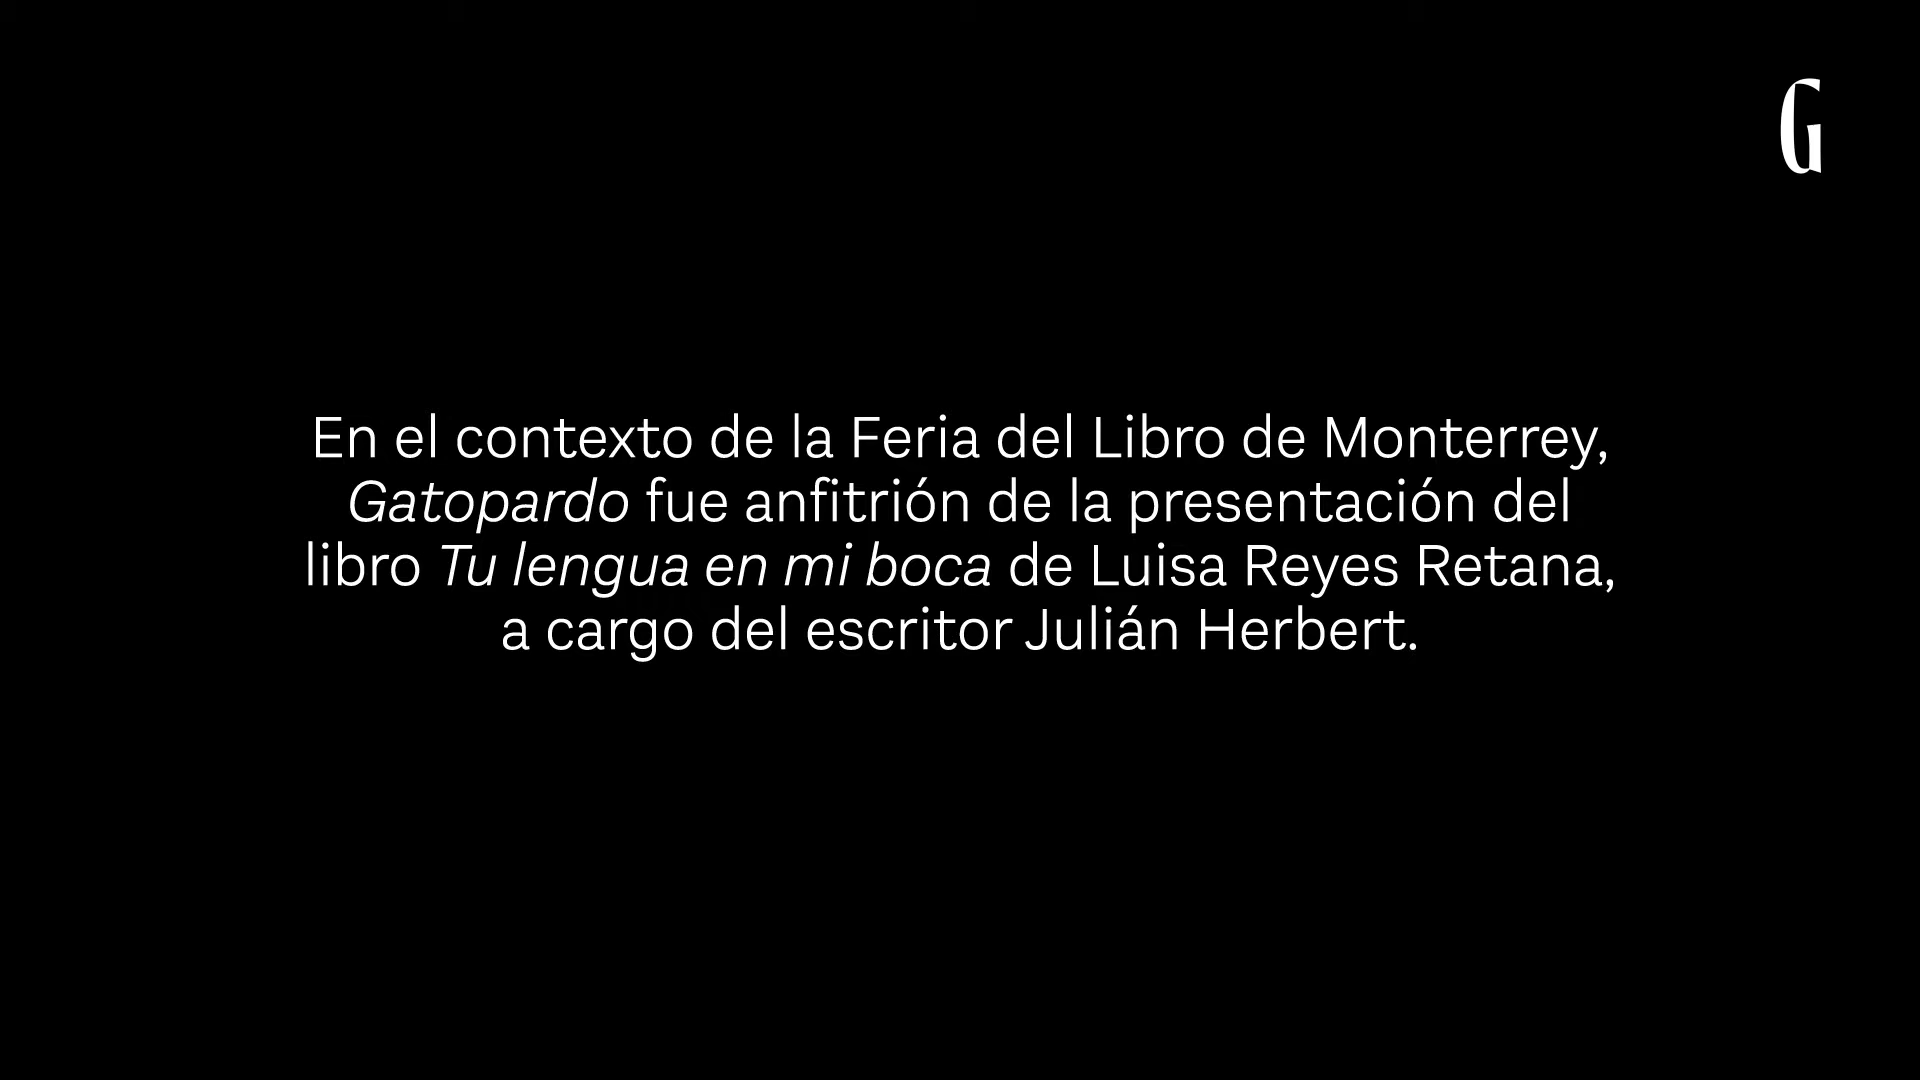 G
En el contexto de la Feria del Libro de Monterrey,
Gatopardo fue anfitrión de la presentación del
libro Tu lengua en mi boca de Luisa Reyes Retana,
a cargo del escritor Julián Herbert.